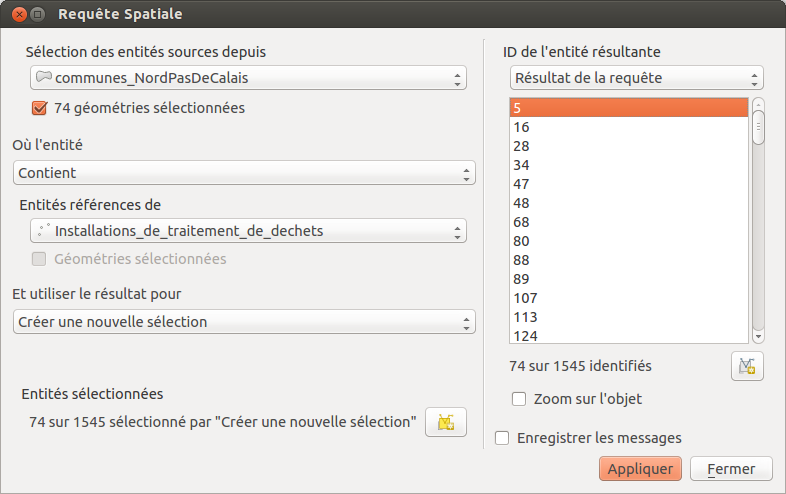 Requête Spatiale
Sélection des entités sources depuis
communes_NordPasDeCalais
74 géométries sélectionnées
Où l'entité
Contient
Entités références de
Installations_de_traitement_de_dechets
Géométries sélectionnées
Et utiliser le résultat pour
Créer une nouvelle sélection
Entités sélectionnées
74 sur 1545 sélectionné par "Créer une nouvelle sélection"
ID de l'entité résultante
Résultat de la requête
5
16
28
34
47
48
68
80
88
89
107
113
124
74 sur 1545 identifiés
Zoom sur l'objet
Enregistrer les messages
Appliquer
Fermer